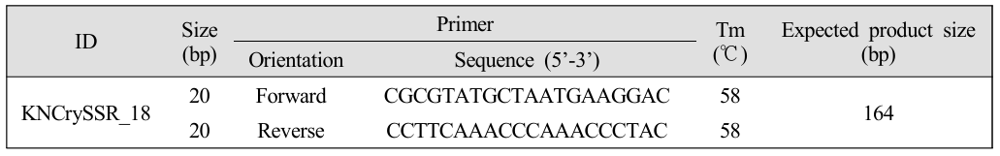 ID Size (bp) Primer Tm (℃) Expected product size (bp)
Orientation Sequence (5’-3’)
KNCrySSR_18 20 Forward CGCGTATGCTAATGAAGGAC 58 164
20 Reverse CCTTCAAACCCAAACCCTAC 58